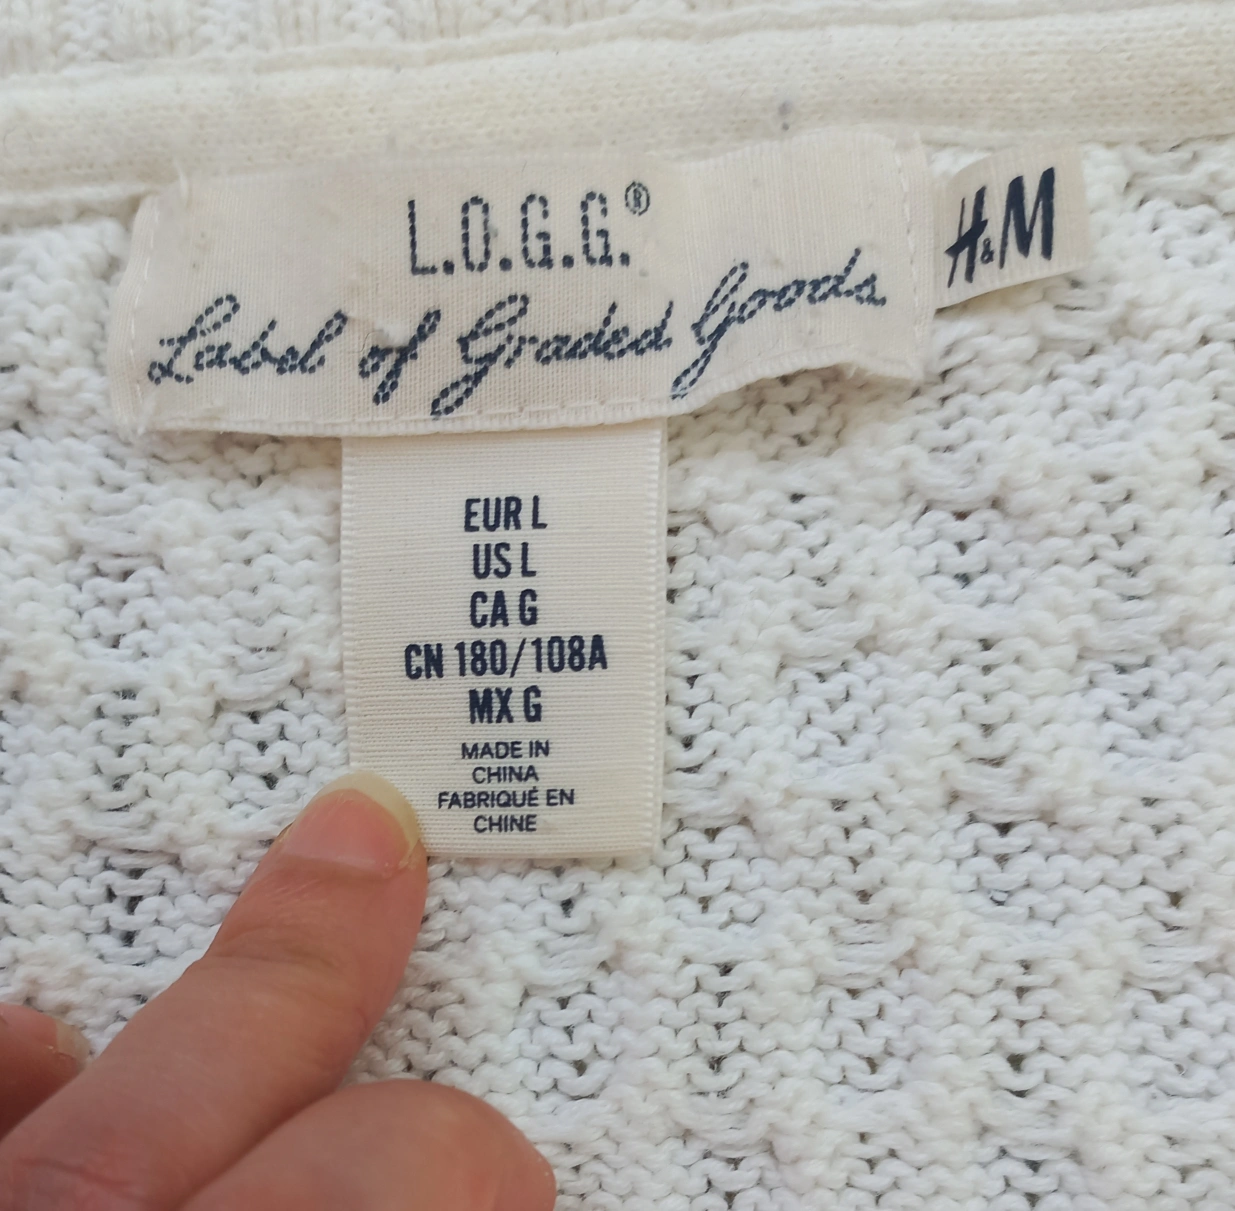 L.O.G.G.®
Label of Graded Goods
H&M
EUR L
US L
CA G
CN 180/108A
MX G
MADE IN
CHINA
FABRIQUÉ EN
CHINE